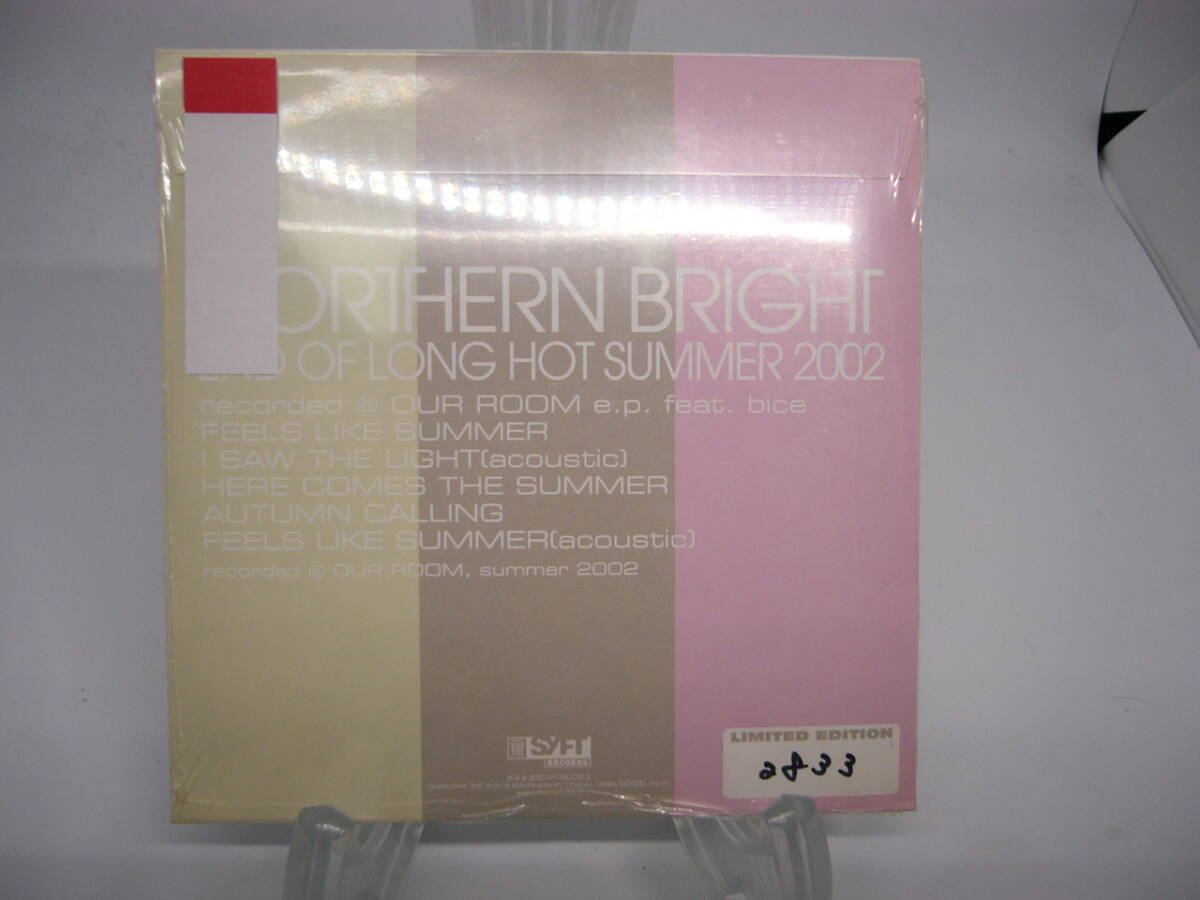 ORTHERN BRIGHT
END OF LONG HOT SUMMER 2002
recorded @ OUR ROOM e.p. feat. bice
FEELS LIKE SUMMER
I SAW THE LIGHT(acoustic)
HERE COMES THE SUMMER
AUTUMN CALLING
FEELS LIKE SUMMER(acoustic)
recorded @ OUR ROOM, summer 2002
SYFT
RECORDS
LIMITED EDITION
2833